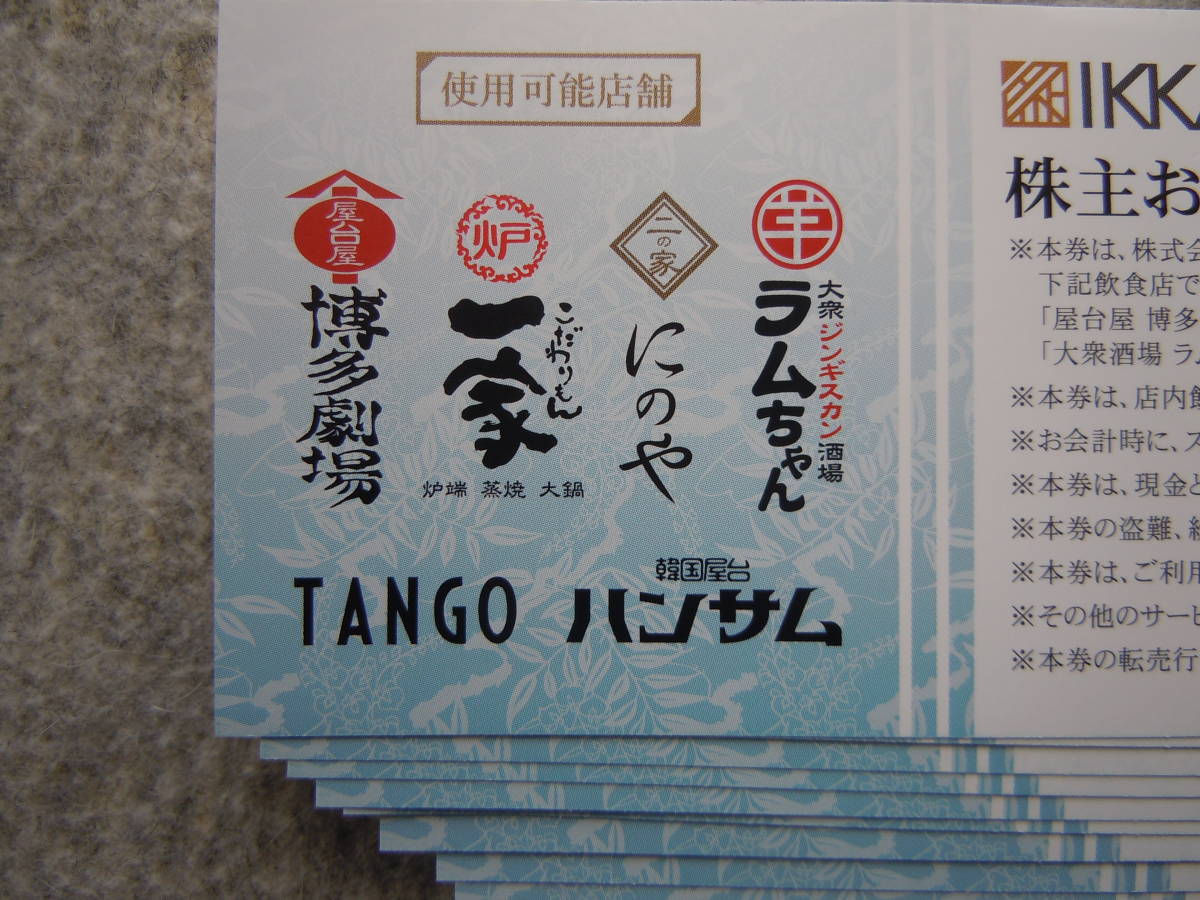 使用可能店舗
屋台屋
博多劇場
炉
こだわりもん
一家
炉端 蒸焼 大鍋
二の家
にのや
大衆ジンギスカン酒場
ラムちゃん
TANGO
韓国屋台
ハンサム
IKK
株主お
※本券は、株式会
下記飲食店で
「屋台屋 博多
「大衆酒場 ラ
※本券は、店内飲
※お会計時に、ス
※本券は、現金と
※本券の盗難、紛
※本券は、ご利用
※その他のサービ
※本券の転売行